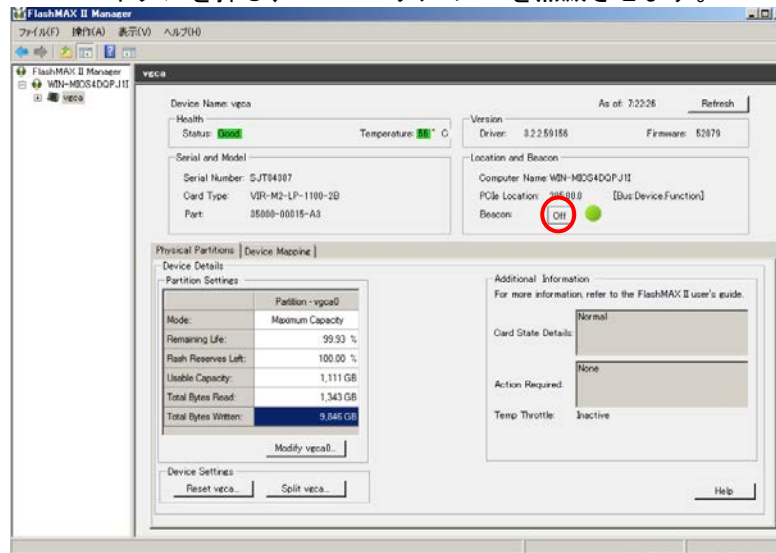 FlashMAX II Manager
ファイル(F) 操作(A) 表示(V) ヘルプ(H)
FlashMAX II Manager
WIN-MIOS4DQPJ1I
vgca
vgca
Device Name: vgca
As of: 7:22:26
Refresh
Health
Status: Good
Temperature: 56 ° C
Version
Driver: 3.2.2.59156
Firmware: 52879
Serial and Model
Serial Number: SJT04387
Card Type: VIR-M2-LP-1100-2B
Part: 35000-00015-A3
Location and Beacon
Computer Name: WIN-MIOS4DQPJ1I
PCIe Location:
[Bus:Device.Function]
Beacon: Off
Physical Partitions
Device Mapping
Device Details
Partition Settings
Partition - vgca0
Mode: Maximum Capacity
Remaining Life: 99.93 %
Flash Reserves Left: 100.00 %
Usable Capacity: 1,111 GB
Total Bytes Read: 1,343 GB
Total Bytes Written: 9,846 GB
Modify vgca0...
Additional Information
For more information, refer to the FlashMAX II user's guide.
Card State Details: Normal
Action Required: None
Temp Throttle: Inactive
Device Settings
Reset vgca...
Split vgca...
Help